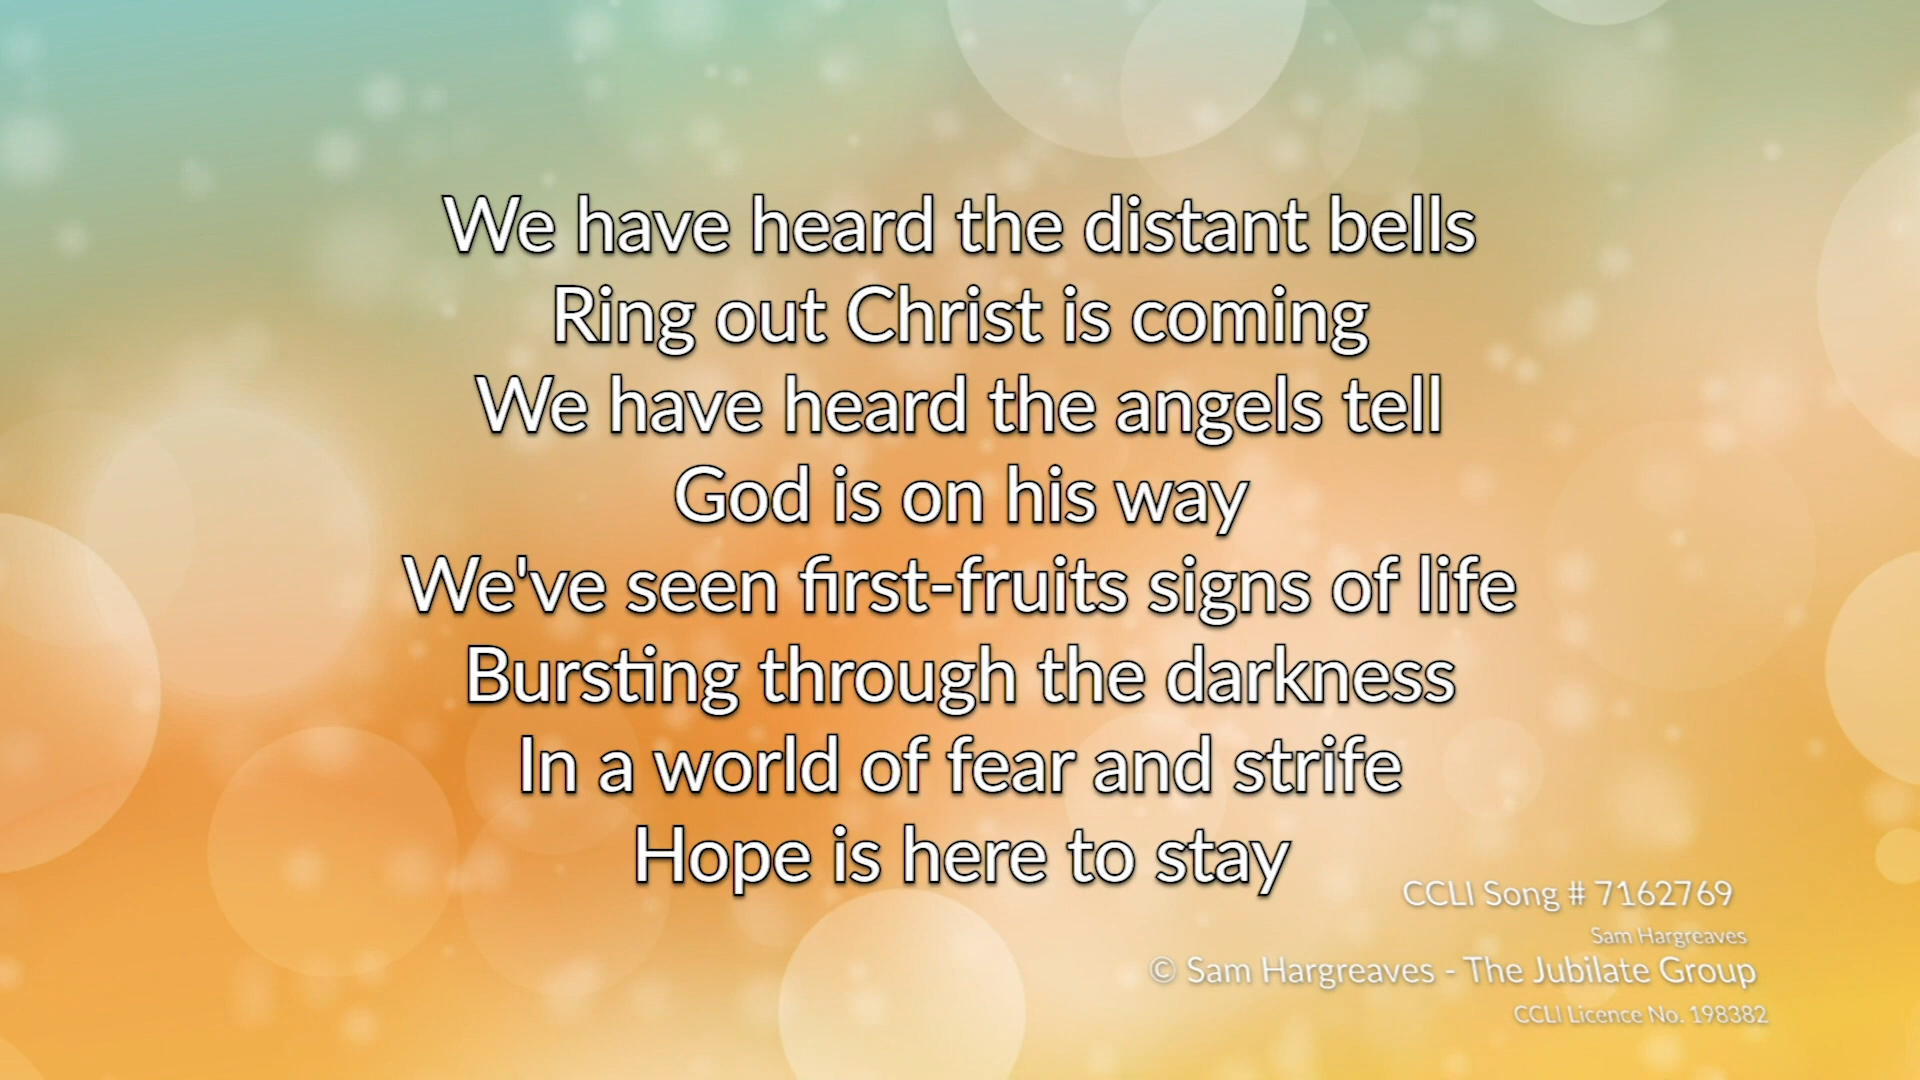 We have heard the distant bells
Ring out Christ is coming
We have heard the angels tell
God is on his way
We've seen first-fruits signs of life
Bursting through the darkness
In a world of fear and strife
Hope is here to stay
CCLI Song # 7162769
Sam Hargreaves
© Sam Hargreaves - The Jubilate Group
CCLI Licence No. 198382